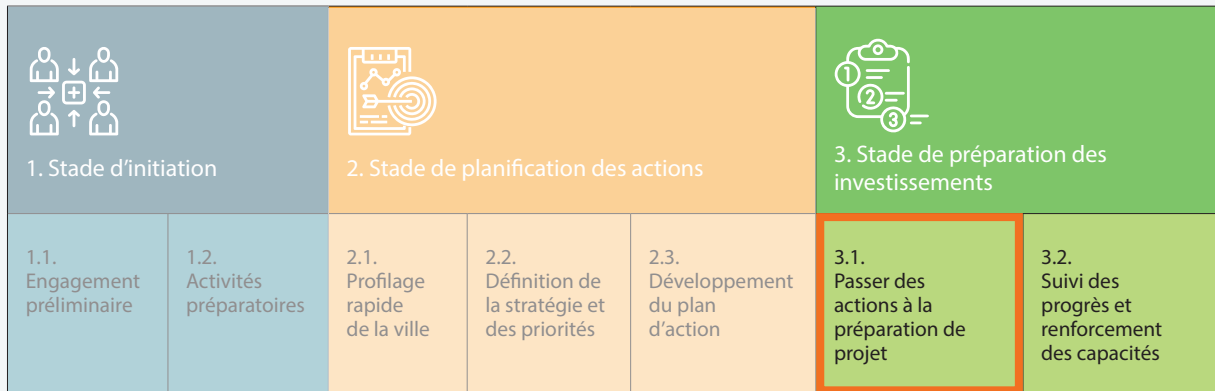 1. Stade d'initiation
2. Stade de planification des actions
1
2
3
3. Stade de préparation des
investissements
1.1.
Engagement
préliminaire
1.2.
Activités
préparatoires
2.1.
Profilage
rapide
de la ville
2.2.
Définition de
la stratégie et
des priorités
2.3.
Développement
du plan
d'action
3.1.
Passer des
actions à la
préparation de
projet
3.2.
Suivi des
progrès et
renforcement
des capacités